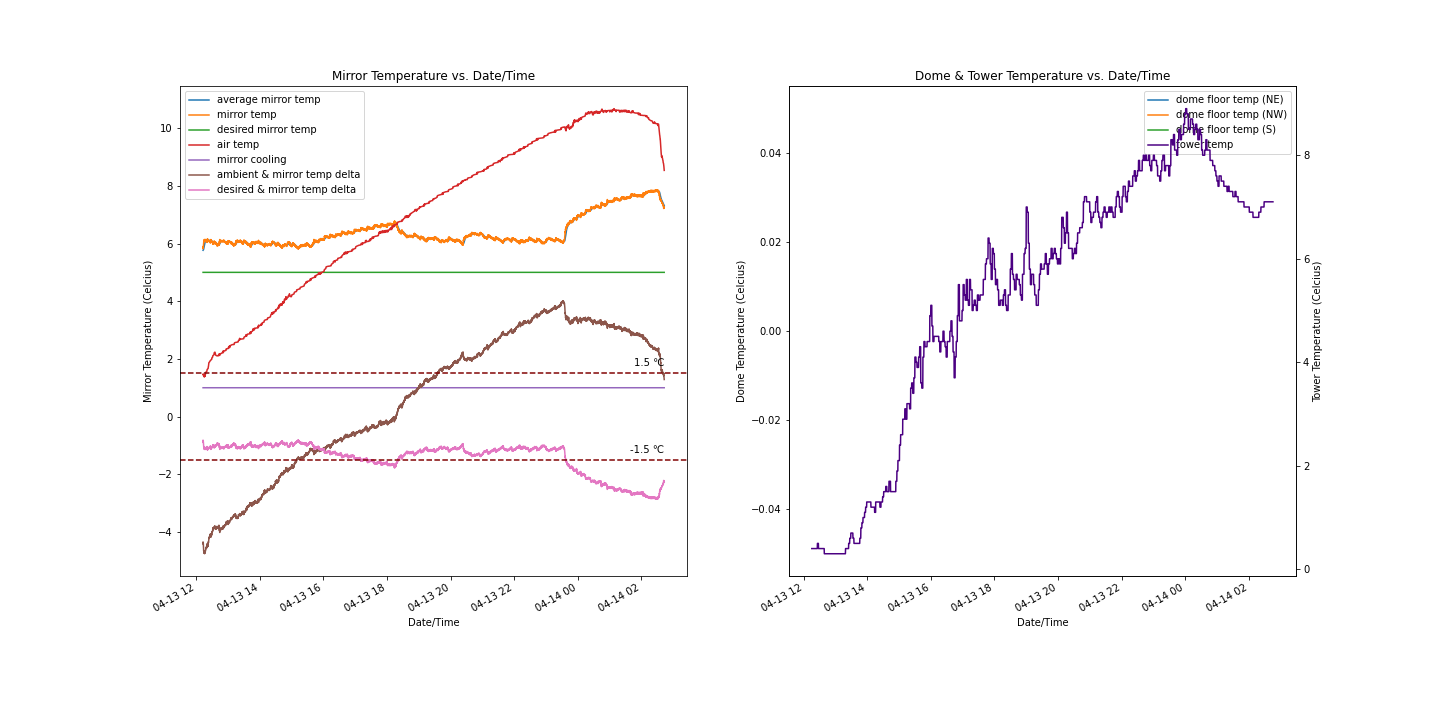 Mirror Temperature vs. Date/Time
average mirror temp
mirror temp
desired mirror temp
air temp
mirror cooling
ambient & mirror temp delta
desired & mirror temp delta
10
8
6
4
2
0
−2
−4
Mirror Temperature (Celcius)
1.5 °C
-1.5 °C
04-13 12
04-13 14
04-13 16
04-13 18
04-13 20
04-13 22
04-14 00
04-14 02
Date/Time
Dome & Tower Temperature vs. Date/Time
dome floor temp (NE)
dome floor temp (NW)
dome floor temp (S)
tower temp
0.04
0.02
0.00
−0.02
−0.04
Dome Temperature (Celcius)
8
6
4
2
0
Tower Temperature (Celcius)
04-13 12
04-13 14
04-13 16
04-13 18
04-13 20
04-13 22
04-14 00
04-14 02
Date/Time